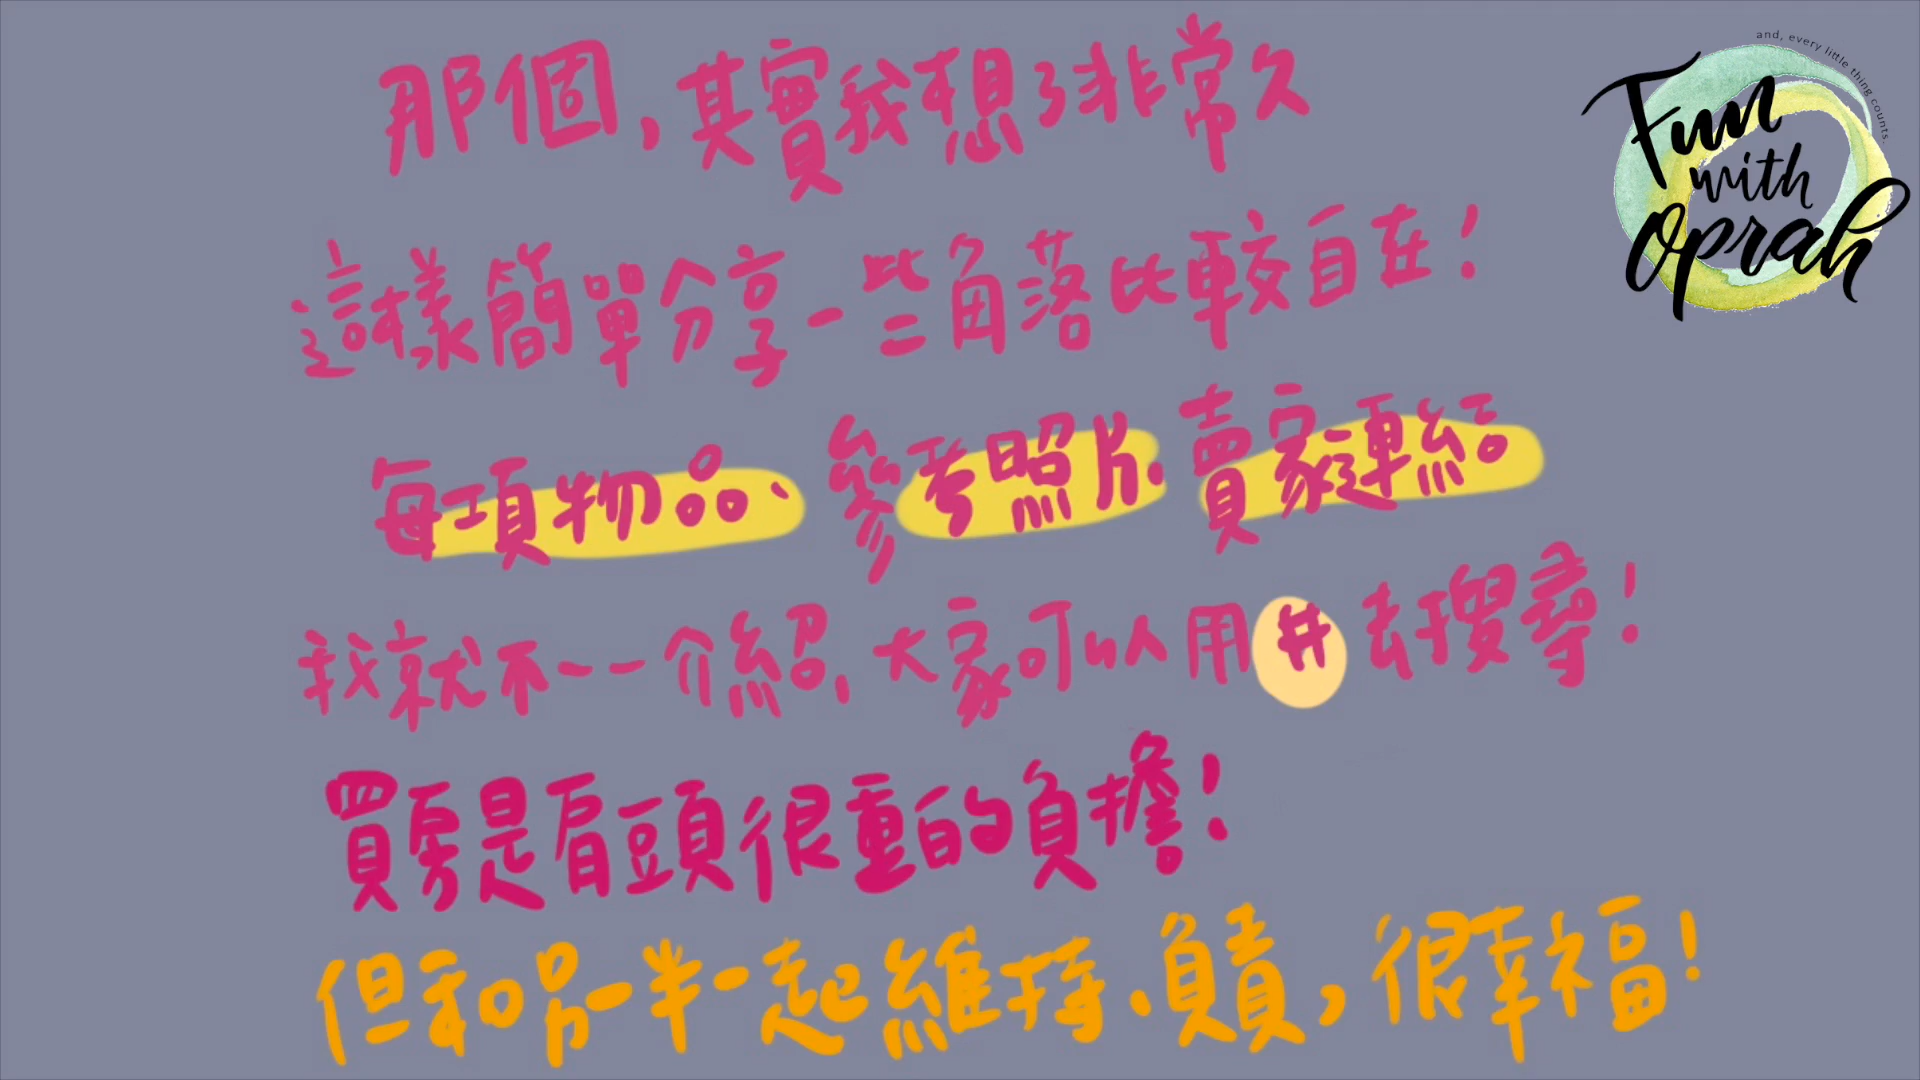 那個,其實我想了非常久
這樣簡單分享一些角落比較自在!
每項物品、參考照片、賣家連結
我就不一一介紹,大家可以用#去搜尋!
買房是肩頭很重的負擔!
但和另一半一起維持、負責,很幸福!
and, every little thing counts.
Fun
with
Oprah